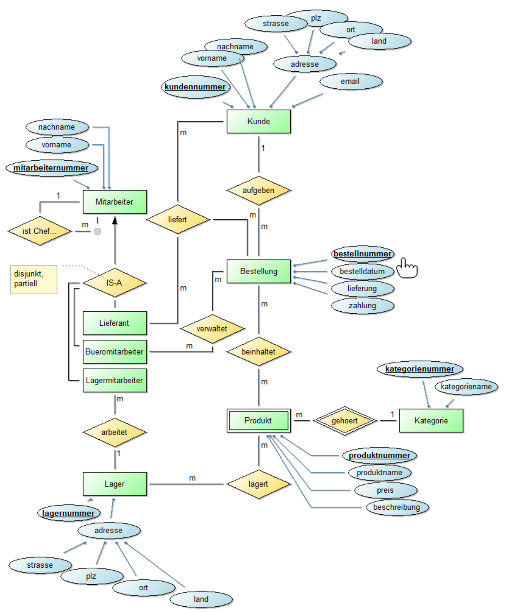 plz
strasse
ort
land
nachname
vorname
adresse
email
kundennummer
Kunde
nachname
vorname
mitarbeiternummer
m
1
1
Mitarbeiter
aufgeben
m
m
liefert
ist Chef...
m
m
bestellnummer
disjunkt,
partiell
IS-A
Bestellung
bestelldatum
m
m
lieferung
m
zahlung
Lieferant
verwaltet
Bueromitarbeiter
m
beinhaltet
kategorienummer
Lagermitarbeiter
kategoriename
m
m
Produkt
m
gehoert
1
Kategorie
arbeitet
m
1
produktnummer
produktname
Lager
m
lagert
preis
beschreibung
lagernummer
adresse
strasse
plz
ort
land